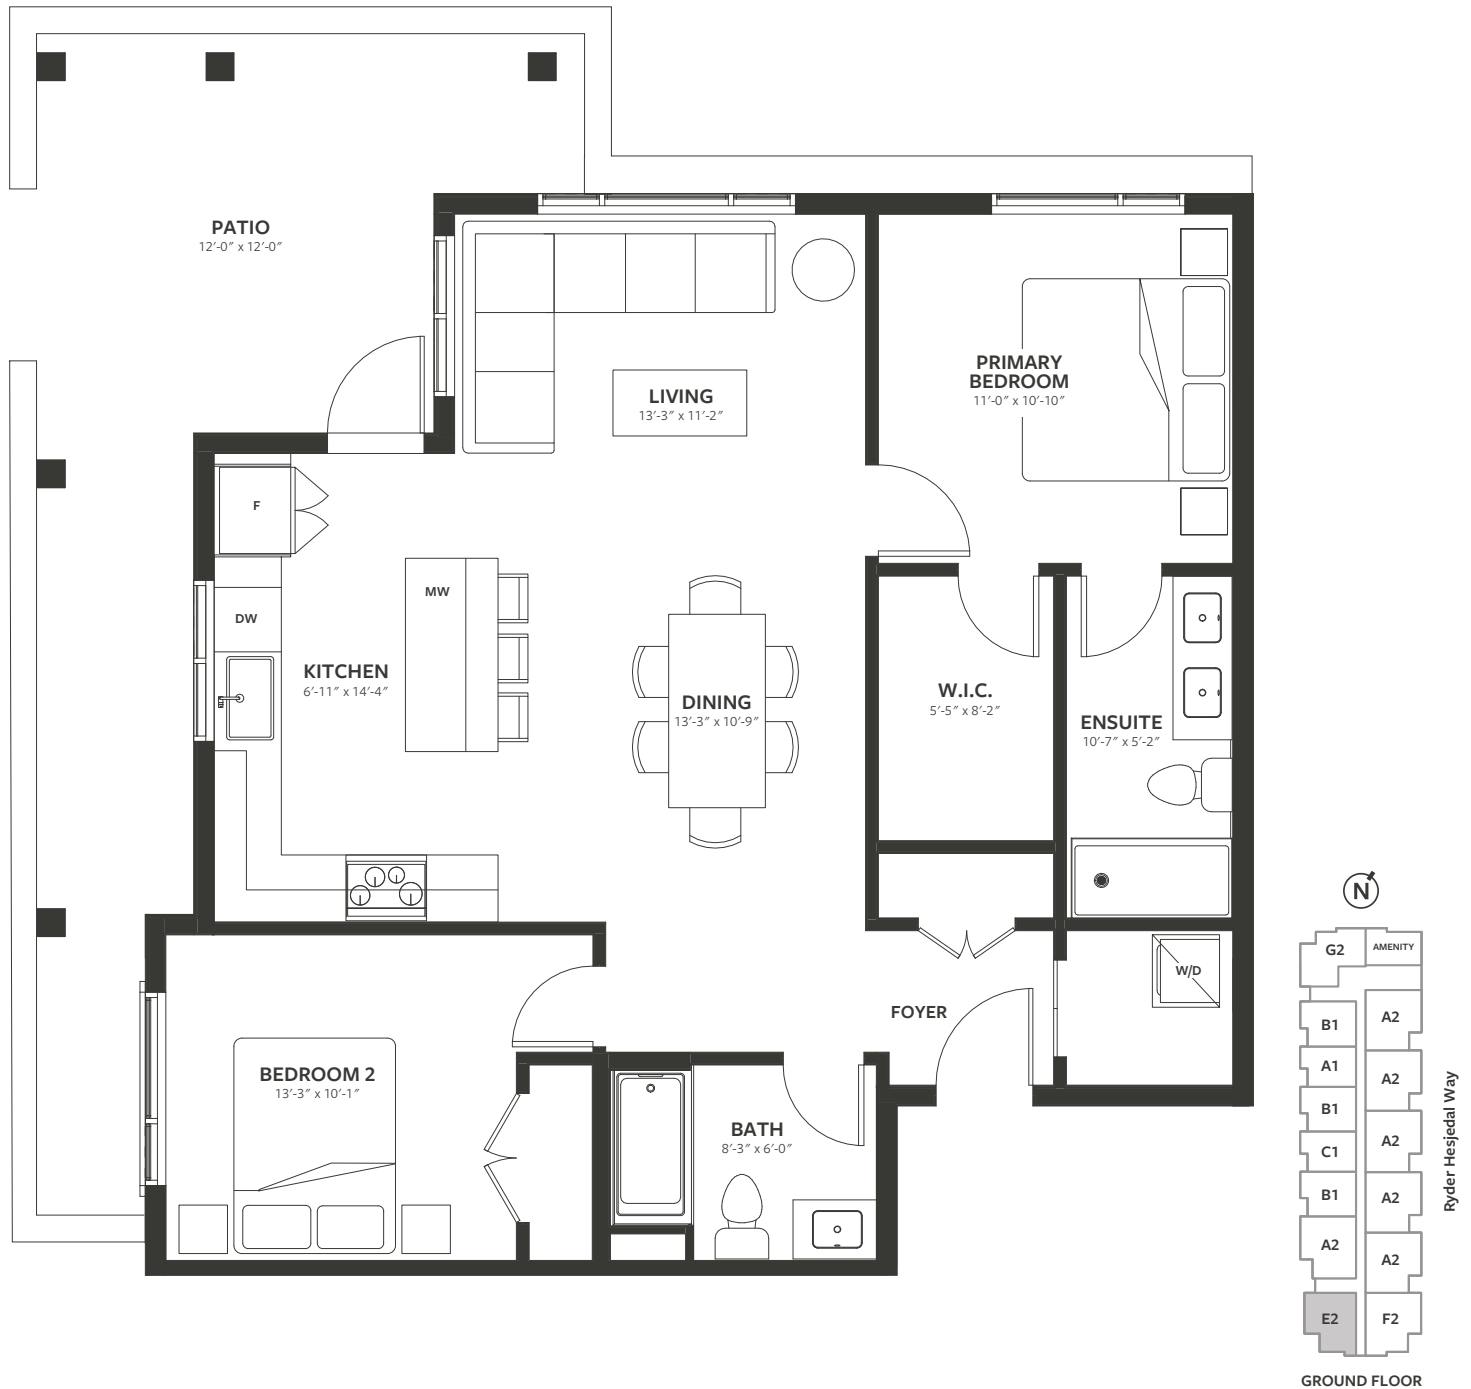 PATIO
12′-0″ x 12′-0″
LIVING
13′-3″ x 11′-2″
PRIMARY
BEDROOM
11′-0″ x 10′-10″
F
DW
MW
KITCHEN
6′-11″ x 14′-4″
DINING
13′-3″ x 10′-9″
W.I.C.
5′-5″ x 8′-2″
ENSUITE
10′-7″ x 5′-2″
W/D
FOYER
BEDROOM 2
13′-3″ x 10′-1″
BATH
8′-3″ x 6′-0″
N
G2
AMENITY
B1
A2
A1
A2
B1
C1
A2
B1
A2
A2
A2
E2
F2
Ryder Hesjedal Way
GROUND FLOOR